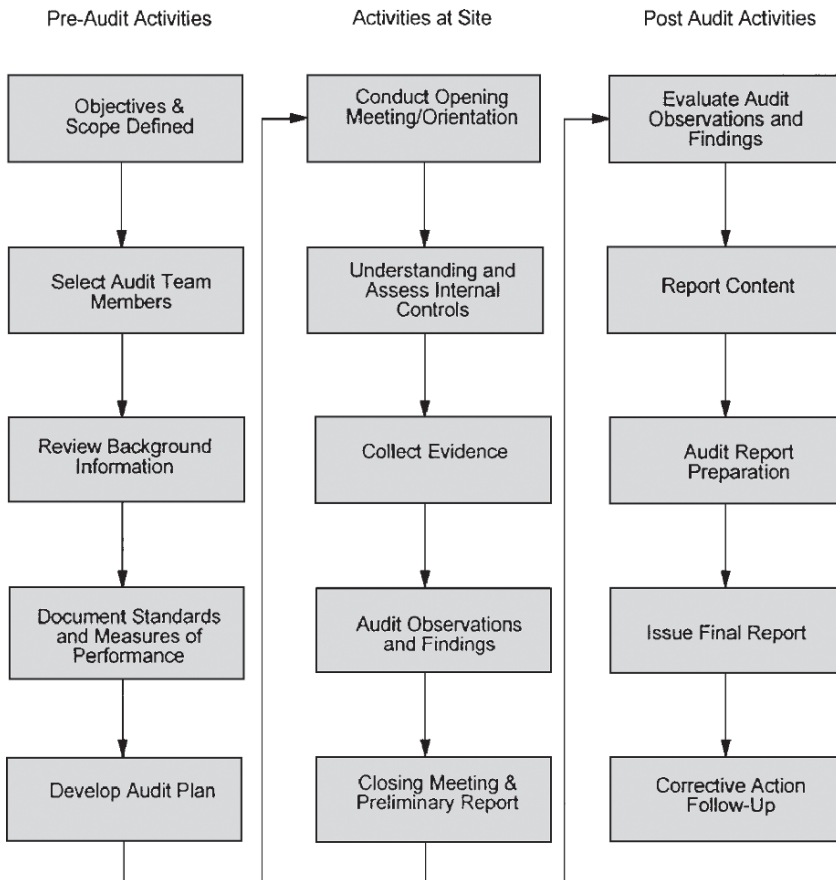 Pre-Audit Activities
Objectives &
Scope Defined
Select Audit Team
Members
Review Background
Information
Document Standards
and Measures of
Performance
Develop Audit Plan
Activities at Site
Conduct Opening
Meeting/Orientation
Understanding and
Assess Internal
Controls
Collect Evidence
Audit Observations
and Findings
Closing Meeting &
Preliminary Report
Post Audit Activities
Evaluate Audit
Observations and
Findings
Report Content
Audit Report
Preparation
Issue Final Report
Corrective Action
Follow-Up